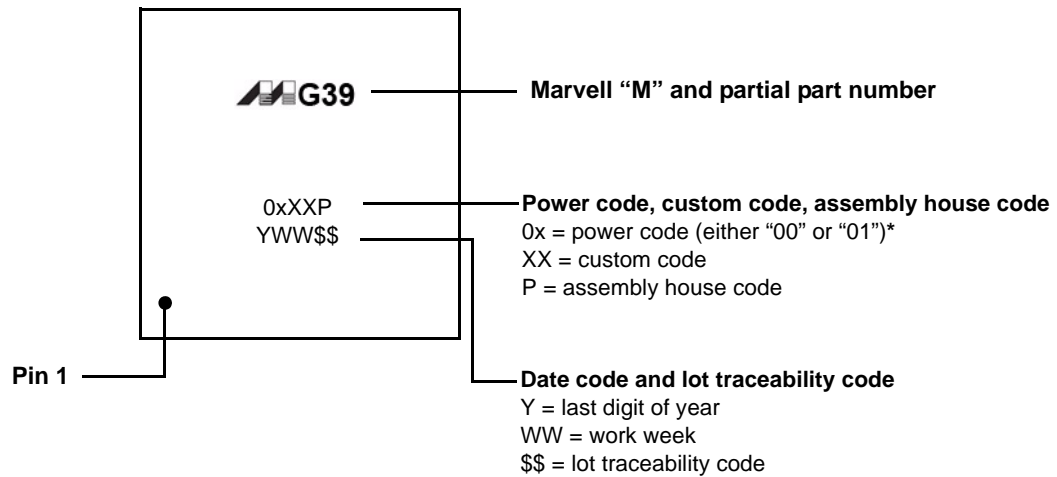 G39
Marvell “M” and partial part number
0xXXP
YWW$$
Power code, custom code, assembly house code
0x = power code (either “00” or “01”)*
XX = custom code
P = assembly house code
Pin 1
Date code and lot traceability code
Y = last digit of year
WW = work week
$$ = lot traceability code